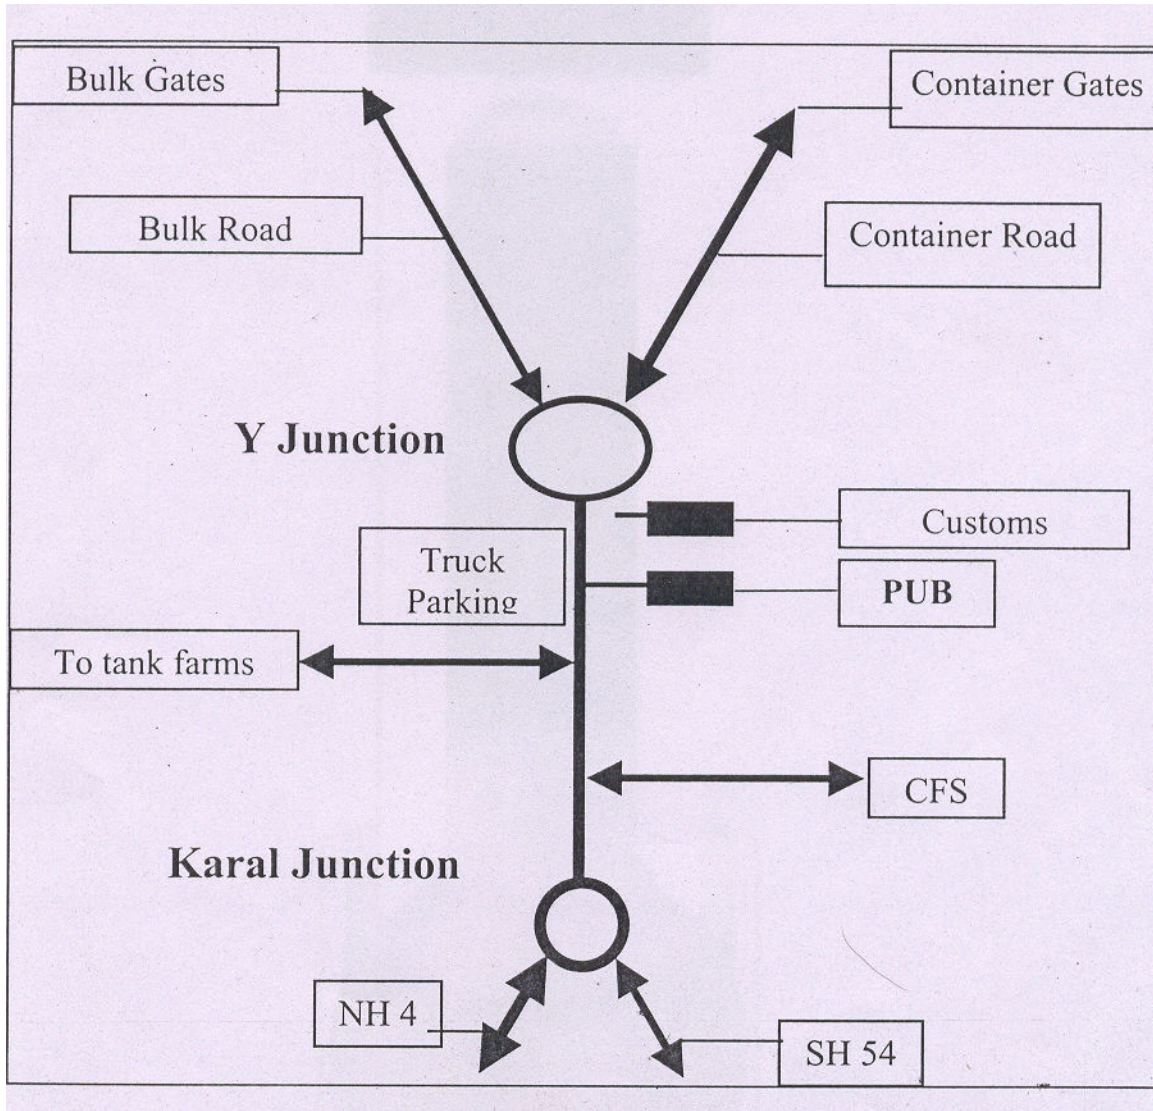 Bulk Gates
Container Gates
Bulk Road
Container Road
Y Junction
Customs
Truck
Parking
PUB
To tank farms
CFS
Karal Junction
NH 4
SH 54